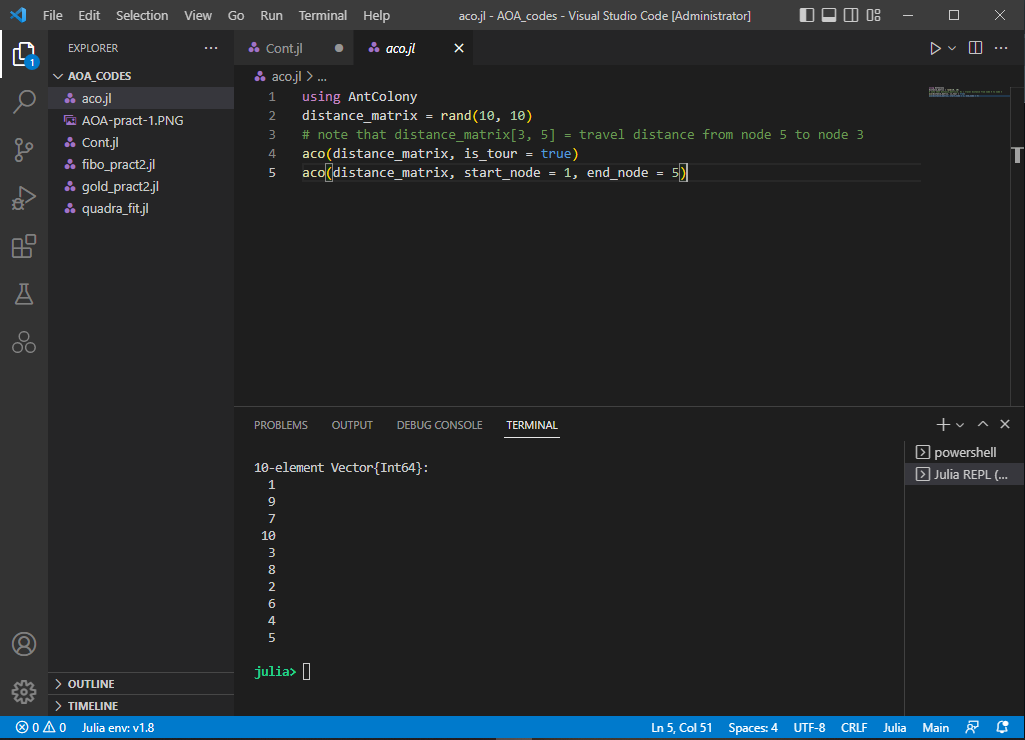 File Edit Selection View Go Run Terminal Help aco.jl - AOA_codes - Visual Studio Code [Administrator]
EXPLORER
AOA_CODES
aco.jl
AOA-pract-1.PNG
Cont.jl
fibo_pract2.jl
gold_pract2.jl
quadra_fit.jl
OUTLINE
TIMELINE
1
Cont.jl
aco.jl
aco.jl > ...
1 using AntColony
2 distance_matrix = rand(10, 10)
3 # note that distance_matrix[3, 5] = travel distance from node 5 to node 3
4 aco(distance_matrix, is_tour = true)
5 aco(distance_matrix, start_node = 1, end_node = 5)
PROBLEMS OUTPUT DEBUG CONSOLE TERMINAL
10-element Vector{Int64}:
1
9
7
10
3
8
2
6
4
5
julia>
powershell
Julia REPL (...
0 0 Julia env: v1.8 Ln 5, Col 51 Spaces: 4 UTF-8 CRLF Julia Main